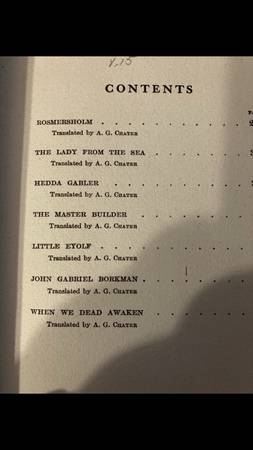 v.15
CONTENTS
ROSMERSHOLM . . . . . . . . . .
Translated by A. G. CHATER
THE LADY FROM THE SEA . . . . . . .
Translated by A. G. CHATER
HEDDA GABLER . . . . . . . . . .
Translated by A. G. CHATER
THE MASTER BUILDER . . . . . . . .
Translated by A. G. CHATER
LITTLE EYOLF . . . . . . . . . .
Translated by A. G. CHATER
JOHN GABRIEL BORKMAN . . . . . . . .
Translated by A. G. CHATER
WHEN WE DEAD AWAKEN . . . . . . .
Translated by A. G. CHATER